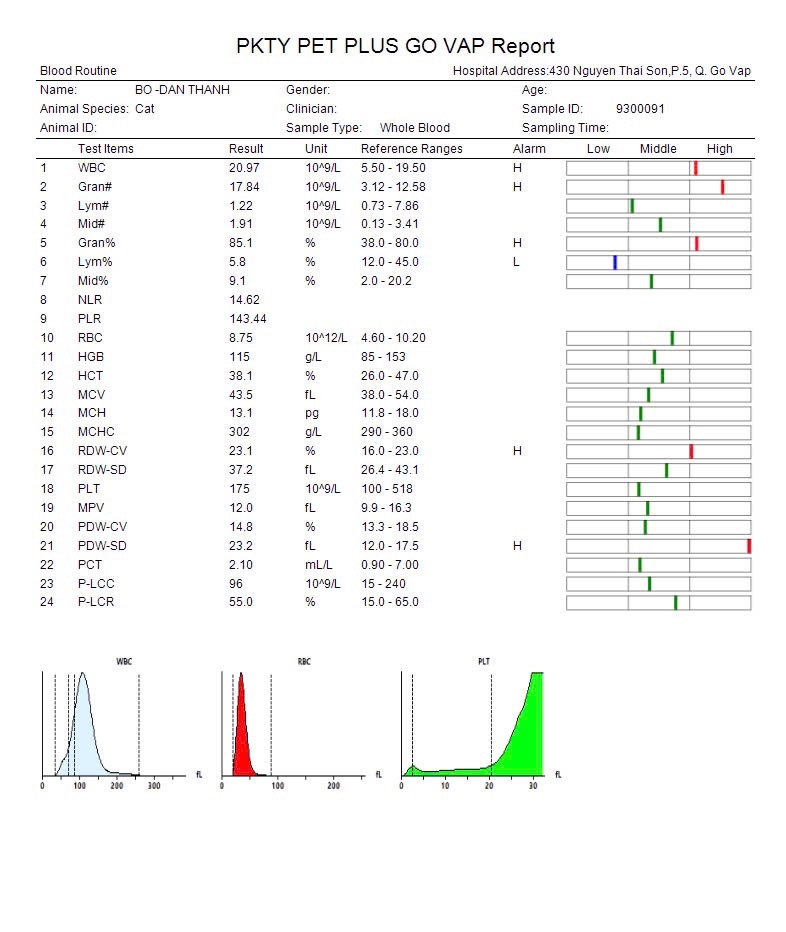 PKTY PET PLUS GO VAP Report
Blood Routine Hospital Address:430 Nguyen Thai Son,P.5, Q. Go Vap
Name: BO -DAN THANH Gender: Age:
Animal Species: Cat Clinician: Sample ID: 9300091
Animal ID: Sample Type: Whole Blood Sampling Time:
Test Items Result Unit Reference Ranges Alarm Low Middle High
1 WBC 20.97 10^9/L 5.50 - 19.50 H
2 Gran# 17.84 10^9/L 3.12 - 12.58 H
3 Lym# 1.22 10^9/L 0.73 - 7.86
4 Mid# 1.91 10^9/L 0.13 - 3.41
5 Gran% 85.1 % 38.0 - 80.0 H
6 Lym% 5.8 % 12.0 - 45.0 L
7 Mid% 9.1 % 2.0 - 20.2
8 NLR 14.62
9 PLR 143.44
10 RBC 8.75 10^12/L 4.60 - 10.20
11 HGB 115 g/L 85 - 153
12 HCT 38.1 % 26.0 - 47.0
13 MCV 43.5 fL 38.0 - 54.0
14 MCH 13.1 pg 11.8 - 18.0
15 MCHC 302 g/L 290 - 360
16 RDW-CV 23.1 % 16.0 - 23.0 H
17 RDW-SD 37.2 fL 26.4 - 43.1
18 PLT 175 10^9/L 100 - 518
19 MPV 12.0 fL 9.9 - 16.3
20 PDW-CV 14.8 % 13.3 - 18.5
21 PDW-SD 23.2 fL 12.0 - 17.5 H
22 PCT 2.10 mL/L 0.90 - 7.00
23 P-LCC 96 10^9/L 15 - 240
24 P-LCR 55.0 % 15.0 - 65.0
WBC RBC PLT
fL fL fL
0 100 200 300 0 100 200 0 10 20 30